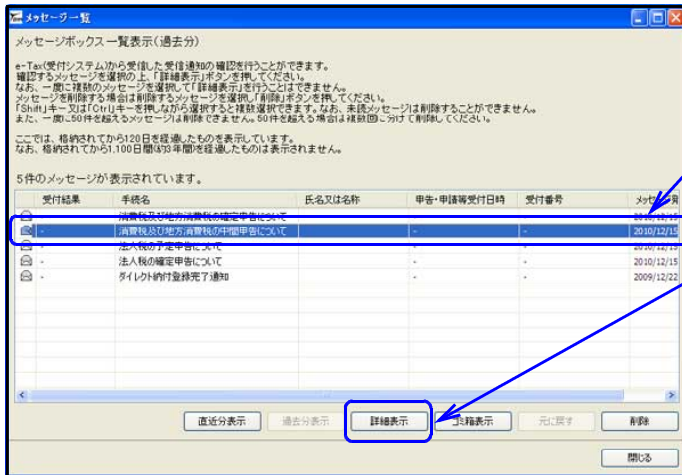 メッセージ一覧
メッセージボックス一覧表示(過去分)
e-Tax(受付システム)から受信した受信通知の確認を行うことができます。
確認するメッセージを選択の上、「詳細表示」ボタンを押してください。
なお、一度に複数のメッセージを選択して「詳細表示」を行うことはできません。
メッセージを削除する場合は削除するメッセージを選択し、「削除」ボタンを押してください。
「Shift」キー又は「Ctrl」キーを押しながら選択すると複数選択できます。なお、未読メッセージは削除することができません。
また、一度に50件を超えるメッセージは削除できません。50件を超える場合は複数回に分けて削除してください。
ここでは、格納されてから120日を経過したものを表示しています。
なお、格納されてから1,100日間(約3年間)を経過したものは表示されません。
5件のメッセージが表示されています。
受付結果 手続名 氏名又は名称 申告・申請等受付日時 受付番号
消費税及び地方消費税の確定申告について 2010/12/15
- 消費税及び地方消費税の中間申告について - - 2010/12/15
- 法人税の予定申告について - - 2010/12/15
- 法人税の確定申告について - - 2010/12/15
- ダイレクト納付登録完了通知 - - 2009/12/22
直近分表示 過去分表示 詳細表示 ゴミ箱表示 元に戻す 削除
閉じる